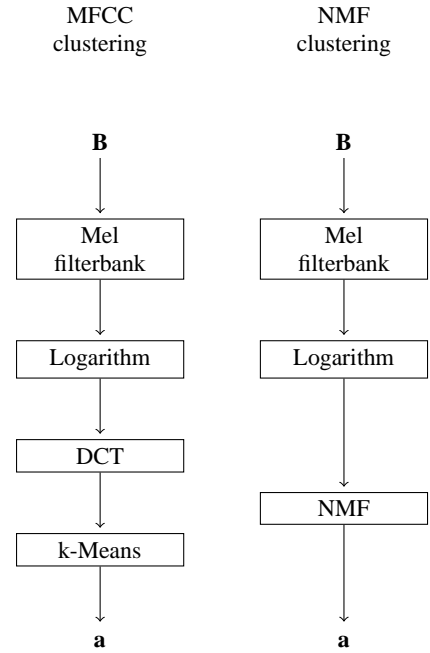 MFCC
clustering
B
Mel
filterbank
Logarithm
DCT
k-Means
a
NMF
clustering
B
Mel
filterbank
Logarithm
NMF
a